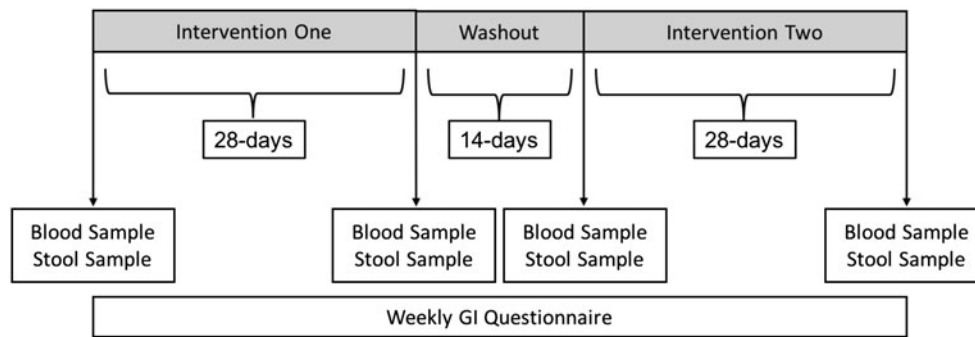 Intervention One
Washout
Intervention Two
28-days
14-days
28-days
Blood Sample
Stool Sample
Blood Sample
Stool Sample
Blood Sample
Stool Sample
Blood Sample
Stool Sample
Weekly GI Questionnaire